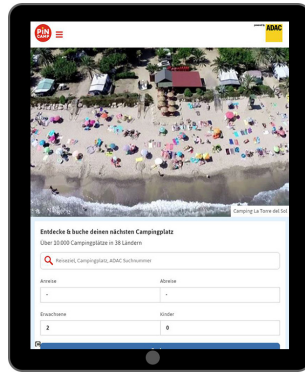 PiN
CAMP
powered by ADAC
Camping La Torre del Sol
Entdecke & buche deinen nächsten Campingplatz
Über 10.000 Campingplätze in 38 Ländern
Reiseziel, Campingplatz, ADAC Suchnummer
Anreise Abreise
- -
Erwachsene Kinder
2 0